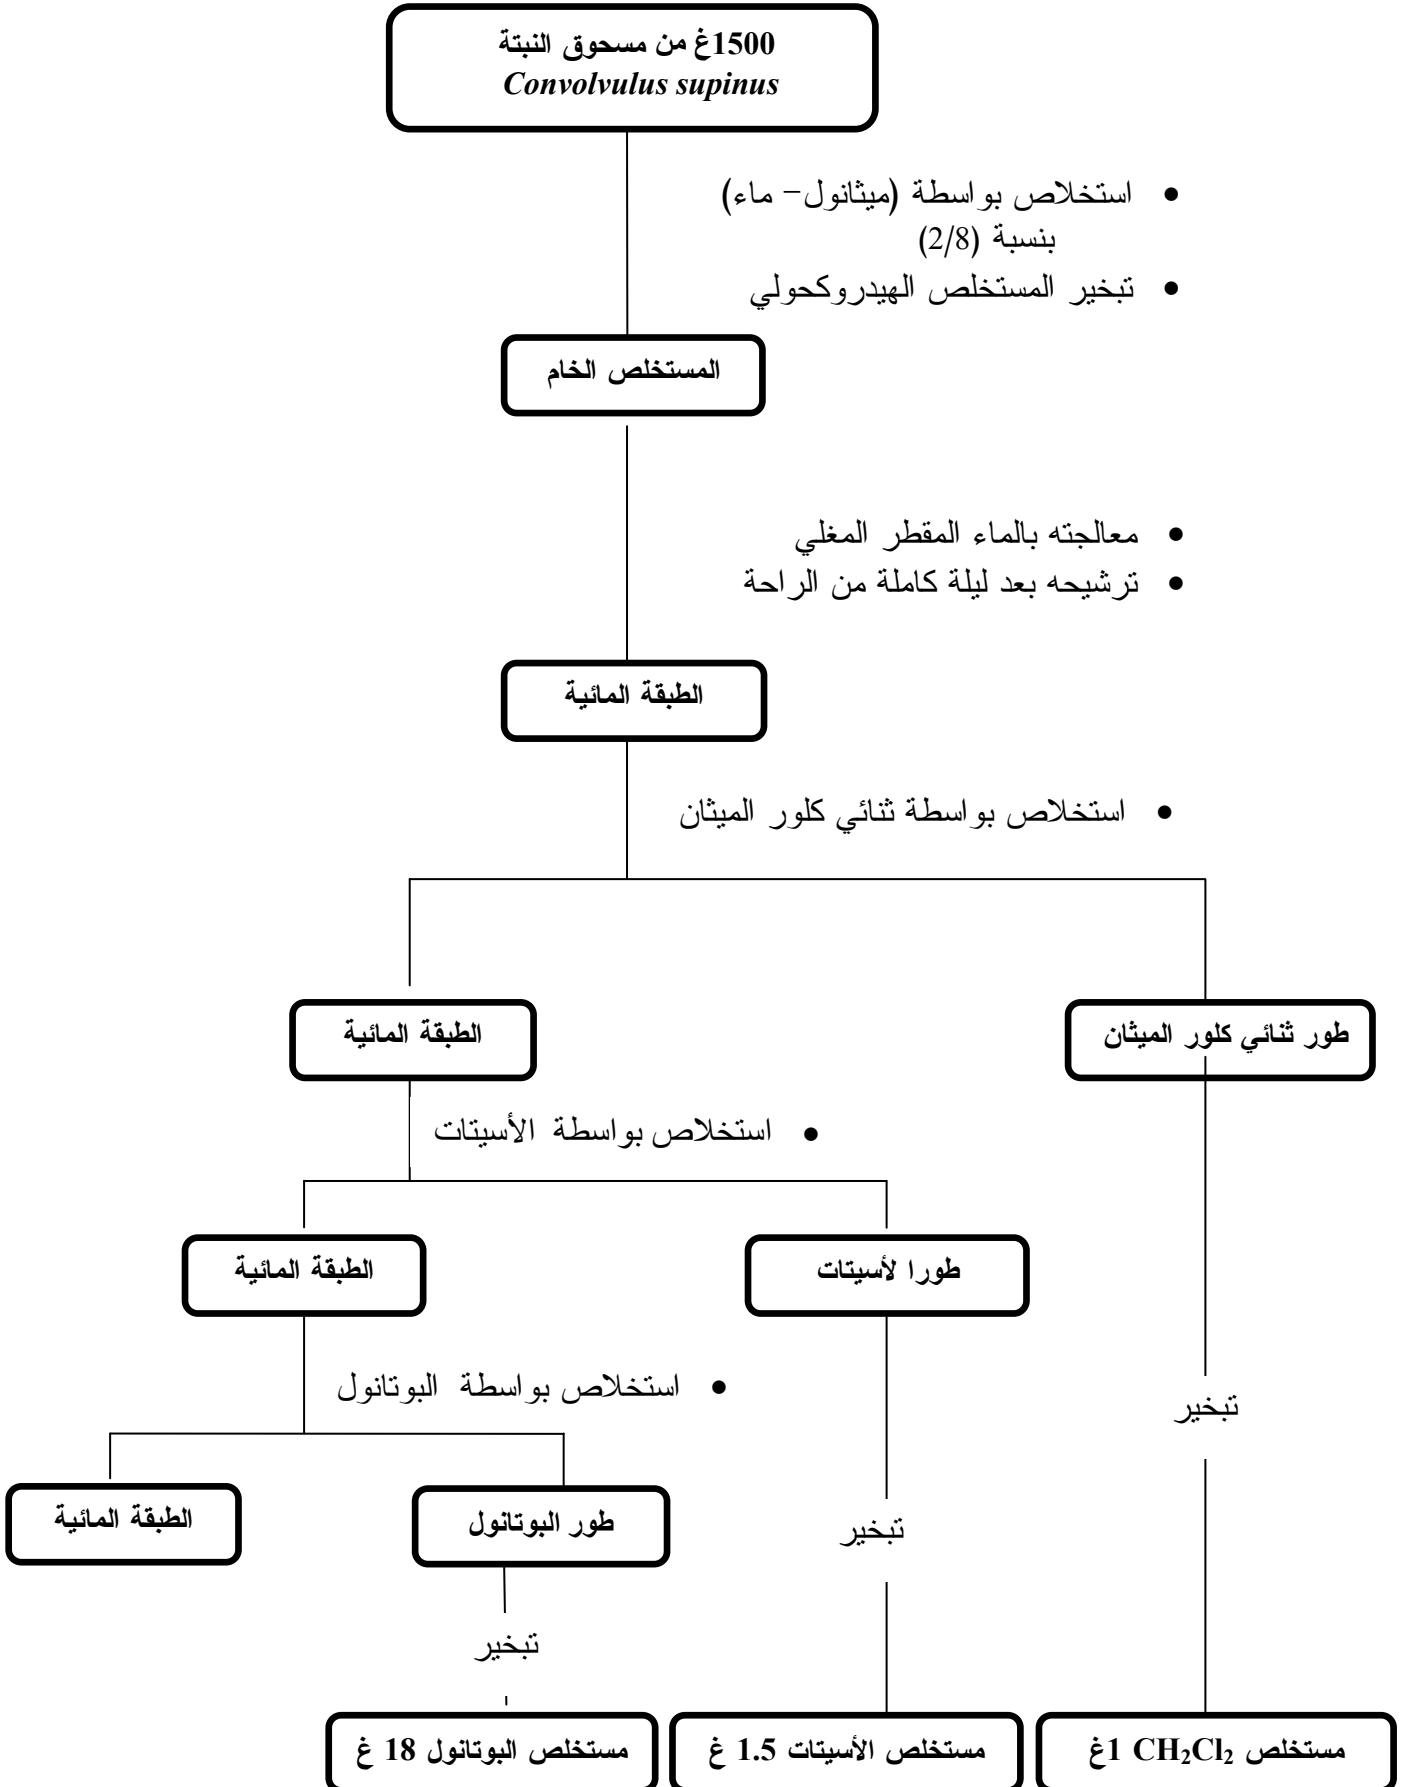 1500غ من مسحوق النبتة
Convolvulus supinus
• استخلاص بواسطة (ميثانول- ماء)
بنسبة (2/8)
• تبخير المستخلص الهيدروكحولي
المستخلص الخام
• معالجته بالماء المقطر المغلي
• ترشيحه بعد ليلة كاملة من الراحة
الطبقة المائية
• استخلاص بواسطة ثنائي كلور الميثان
طور ثنائي كلور الميثان
الطبقة المائية
• استخلاص بواسطة الأسيتات
طورا لأسيتات
الطبقة المائية
• استخلاص بواسطة البوتانول
تبخير
طور البوتانول
الطبقة المائية
تبخير
تبخير
مستخلص CH₂Cl₂ 1غ
مستخلص الأسيتات 1.5 غ
مستخلص البوتانول 18 غ